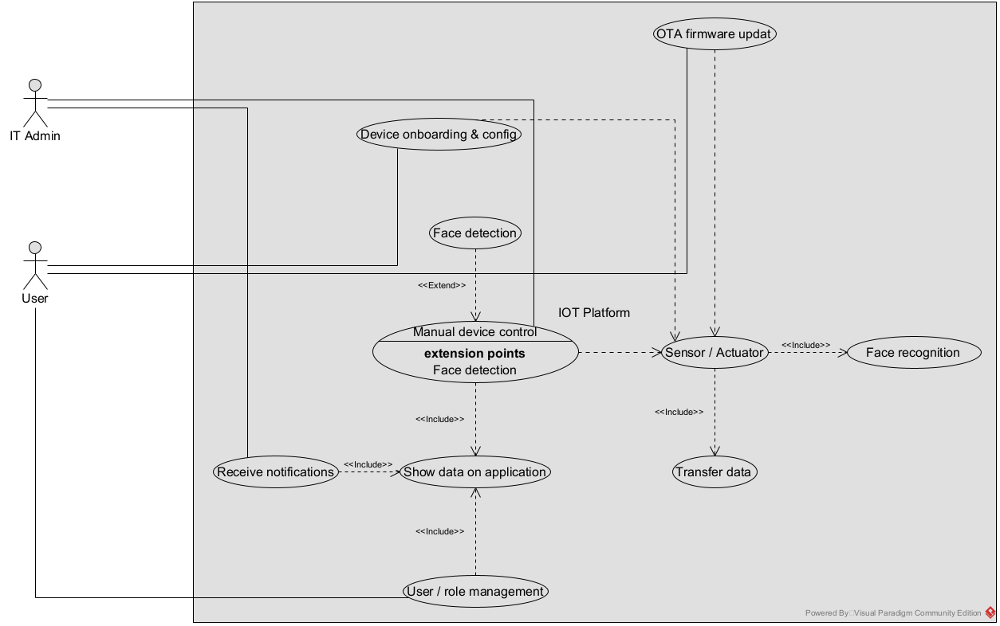 OTA firmware updat
IT Admin
Device onboarding & config
Face detection
User
<<Extend>>
IOT Platform
Manual device control
extension points
Face detection
Sensor / Actuator
<<Include>>
Face recognition
<<Include>>
<<Include>>
Receive notifications
<<Include>>
Show data on application
Transfer data
<<Include>>
User / role management
Powered By Visual Paradigm Community Edition